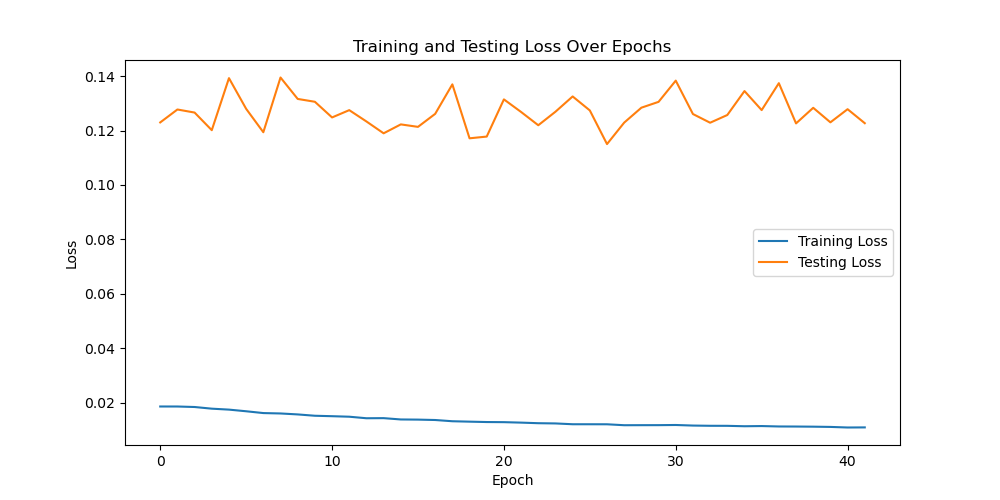 Training and Testing Loss Over Epochs
0.14
0.12
0.10
0.08
0.06
0.04
0.02
Loss
Training Loss
Testing Loss
0
10
20
30
40
Epoch